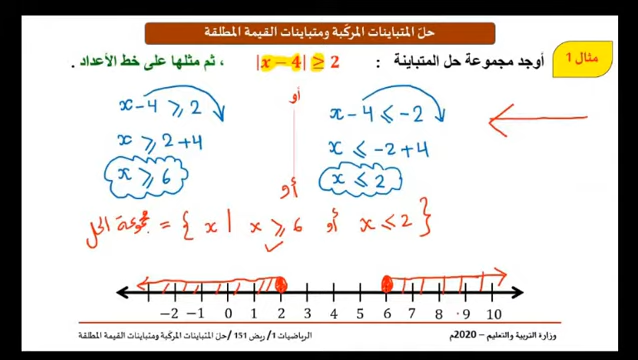 حلّ المتباينات المركّبة ومتباينات القيمة المطلقة
مثال 1
أوجد مجموعة حل المتباينة : |x − 4| ≥ 2 ، ثم مثلها على خط الأعداد.
x-4 ⩾ 2 أو x-4 ⩽ -2
x ⩾ 2+4 x ⩽ -2+4
x ⩾ 6 أو x ⩽ 2
مجموعة الحل = { x | x ⩾ 6 أو x ⩽ 2 }
−2 −1 0 1 2 3 4 5 6 7 8 9 10
وزارة التربية والتعليم – 2020م
الرياضيات 1/ ريض 151 /حل المتباينات المركّبة ومتباينات القيمة المطلقة